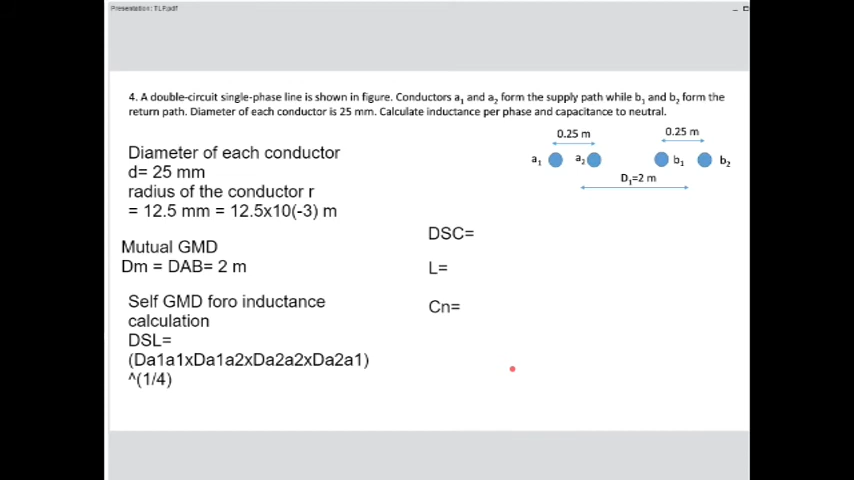 Presentation: TLP.pdf
4. A double-circuit single-phase line is shown in figure. Conductors a1 and a2 form the supply path while b1 and b2 form the
return path. Diameter of each conductor is 25 mm. Calculate inductance per phase and capacitance to neutral.
0.25 m
0.25 m
a1
a2
b1
b2
D1=2 m
Diameter of each conductor
d= 25 mm
radius of the conductor r
= 12.5 mm = 12.5x10(-3) m
Mutual GMD
Dm = DAB= 2 m
Self GMD foro inductance
calculation
DSL=
(Da1a1xDa1a2xDa2a2xDa2a1)
^(1/4)
DSC=
L=
Cn=